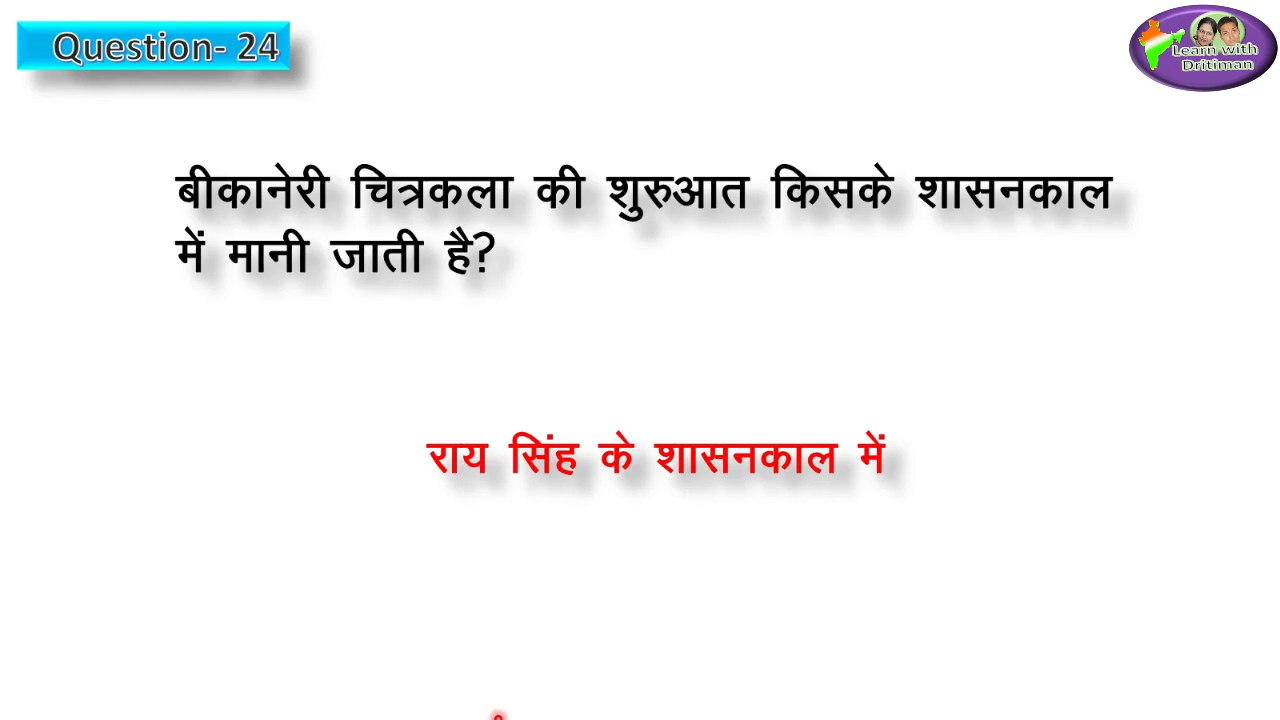 Question- 24
Learn with
Dritiman
बीकानेरी चित्रकला की शुरुआत किसके शासनकाल
में मानी जाती है?
राय सिंह के शासनकाल में